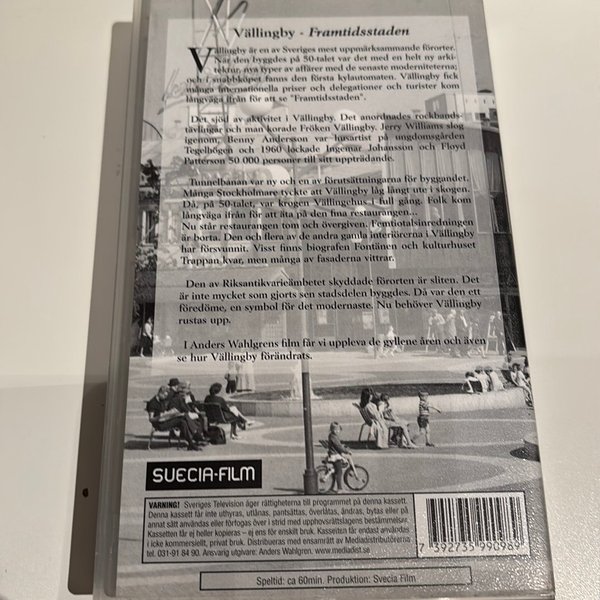 Vällingby - Framtidsstaden
Vällingby är en av Sveriges mest uppmärksammande förorter.
När den byggdes på 50-talet var det med en helt ny arki-
tektur, nya typer av affärer med de senaste moderniteterna;
och i snabbköpet fanns den första kylautomaten. Vällingby fick
många internationella priser och delegationer och turister kom
långväga ifrån för att se "Framtidsstaden".
Det sjöd av aktivitet i Vällingby. Det anordnades rockbands-
tävlingar och man korade Fröken Vällingby. Jerry Williams slog
igenom, Benny Andersson var husartist på ungdomsgården
Tegelhögen och 1960 lockade Ingemar Johansson och Floyd
Patterson 50 000 personer till sitt uppträdande.
Tunnelbanan var ny och en av förutsättningarna för byggandet.
Många Stockholmare tyckte att Vällingby låg långt ute i skogen.
Då, på 50-talet, var krogen Vällingehus i full gång. Folk kom
långväga ifrån för att äta på den fina restaurangen...
Nu står restaurangen tom och övergiven. Femtiotalsinredningen
är borta. Den och flera av de andra gamla interiörerna i Vällingby
har försvunnit. Visst finns biografen Fontänen och kulturhuset
Trappan kvar, men många av fasaderna vittrar.
Den av Riksantikvarieämbetet skyddade förorten är sliten. Det
är inte mycket som gjorts sen stadsdelen byggdes. Då var den ett
föredöme, en symbol för det modernaste. Nu behöver Vällingby
rustas upp.
I Anders Wahlgrens film får vi uppleva de gyllene åren och även
se hur Vällingby förändrats.
SVECIA-FILM
VARNING! Sveriges Television äger rättigheterna till programmet på denna kassett.
Denna kassett får inte uthyras, utlånas, pantsättas, överlåtas, ändras, bytas eller på
annat sätt användas eller förfogas över i strid med upphovsrättslagens bestämmelser.
Kassetten får ej heller kopieras – ej ens för enskilt bruk. Kassetten får endast användas
i icke kommersiellt, privat bruk. Distribueras med ensamrätt av Mediadistributörerna
tel. 031-91 84 90. Ansvarig utgivare: Anders Wahlgren. www.mediadist.se
7 392735 990989
Speltid: ca 60min. Produktion: Svecia Film